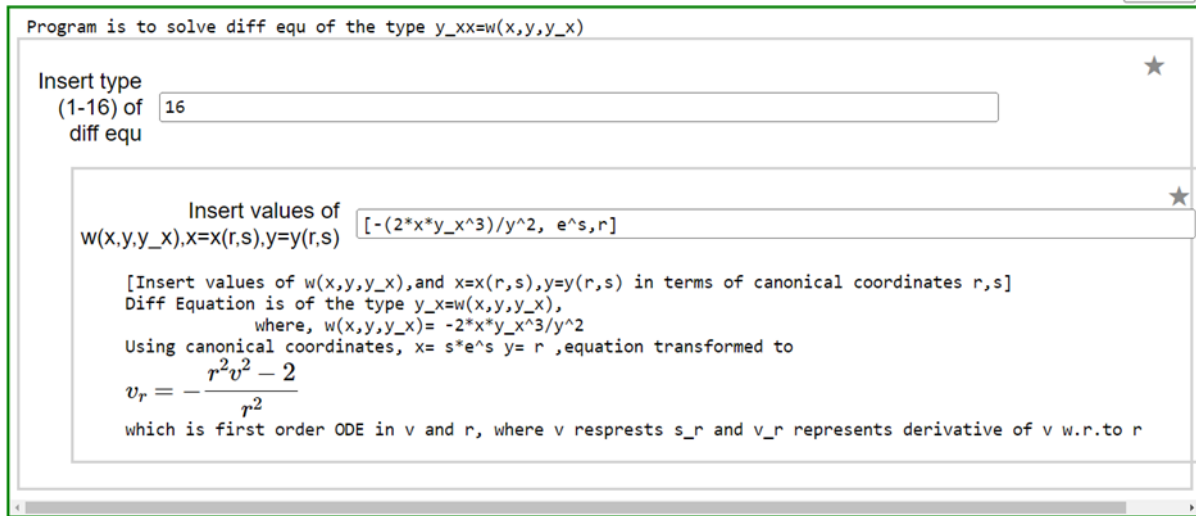 Program is to solve diff equ of the type y_xx=w(x,y,y_x)
Insert type
(1-16) of
diff equ
16
Insert values of
w(x,y,y_x),x=x(r,s),y=y(r,s)
[-(2*x*y_x^3)/y^2, e^s,r]
[Insert values of w(x,y,y_x),and x=x(r,s),y=y(r,s) in terms of canonical coordinates r,s]
Diff Equation is of the type y_x=w(x,y,y_x),
where, w(x,y,y_x)= -2*x*y_x^3/y^2
Using canonical coordinates, x= s*e^s y= r ,equation transformed to
v_r = -\frac{r^2v^2 - 2}{r^2}
which is first order ODE in v and r, where v resprests s_r and v_r represents derivative of v w.r.to r